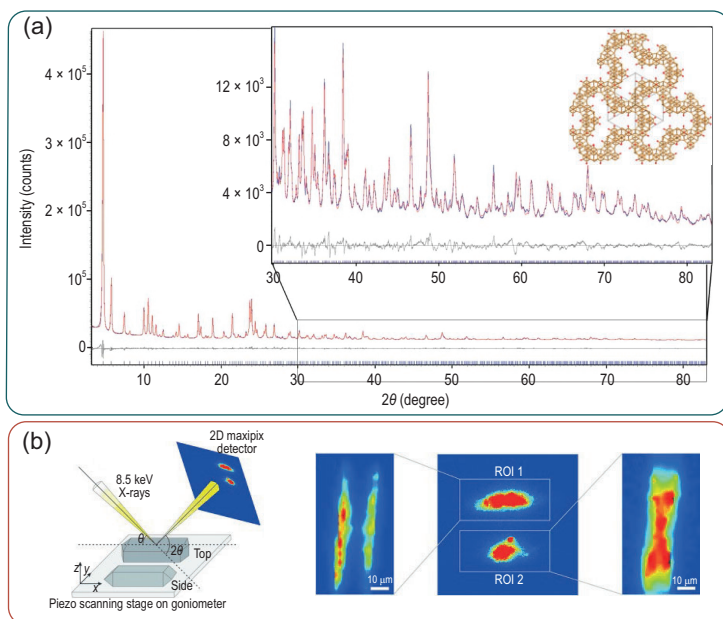 (a)
4 × 10⁵
3 × 10⁵
2 × 10⁵
10⁵
0
Intensity (counts)
12 × 10³
8 × 10³
4 × 10³
0
30
40
50
60
70
80
10
20
30
40
50
60
70
80
2θ (degree)
(b)
2D maxipix
detector
8.5 keV
X-rays
θ
2θ
Top
Side
z
y
x
Piezo scanning stage on goniometer
10 μm
ROI 1
ROI 2
10 μm